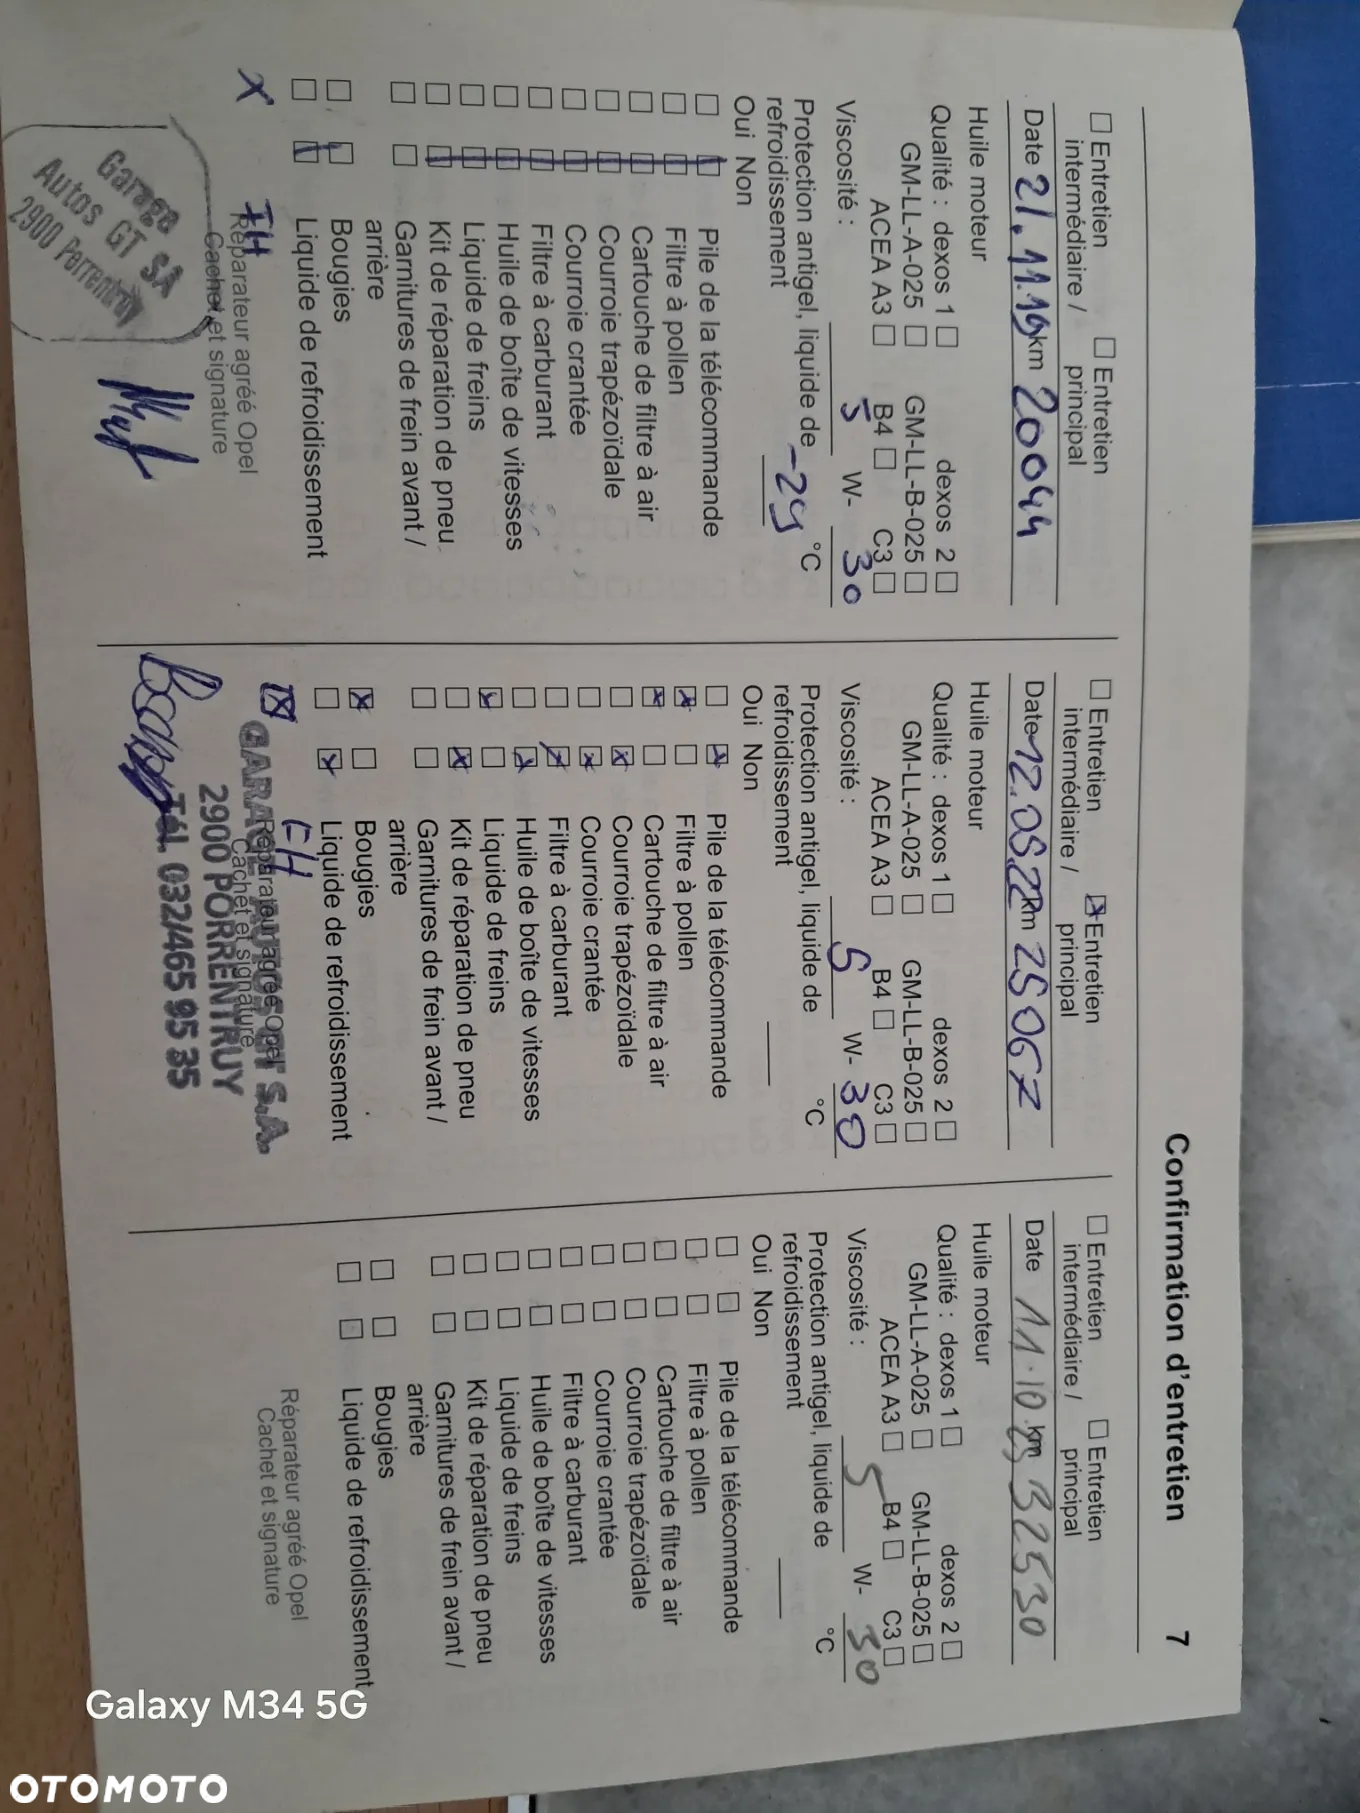 Confirmation d'entretien 7
Entretien intermédiaire /
Entretien principal
Date 21.11.19 km 20044
Huile moteur
Qualité : dexos 1 dexos 2
GM-LL-A-025 GM-LL-B-025
ACEA A3 B4 C3
Viscosité : 5 W- 30
Protection antigel, liquide de
refroidissement -29 °C
Oui Non
Pile de la télécommande
Filtre à pollen
Cartouche de filtre à air
Courroie trapézoïdale
Courroie crantée
Filtre à carburant
Huile de boîte de vitesses
Liquide de freins
Kit de réparation de pneu
Garnitures de frein avant /
arrière
Bougies
Liquide de refroidissement
X
Réparateur agréé Opel
Cachet et signature
Garage
Autos GT SA
2900 Porrentruy
Entretien intermédiaire /
x Entretien principal
Date 12.05.22 km 25067
Huile moteur
Qualité : dexos 1 dexos 2
GM-LL-A-025 GM-LL-B-025
ACEA A3 B4 C3
Viscosité : 5 W- 30
Protection antigel, liquide de
refroidissement °C
Oui Non
x Pile de la télécommande
x Filtre à pollen
x Cartouche de filtre à air
x Courroie trapézoïdale
x Courroie crantée
x Filtre à carburant
x Huile de boîte de vitesses
x Liquide de freins
x Kit de réparation de pneu
Garnitures de frein avant /
arrière
x Bougies
x Liquide de refroidissement
x
Réparateur agréé Opel
Cachet et signature
GARAGE AUTOS GT S.A.
2900 PORRENTRUY
Tél. 032/465 95 35
Entretien intermédiaire /
Entretien principal
Date 11.10 km 32530
Huile moteur
Qualité : dexos 1 dexos 2
GM-LL-A-025 GM-LL-B-025
ACEA A3 B4 C3
Viscosité : 5 W- 30
Protection antigel, liquide de
refroidissement °C
Oui Non
Pile de la télécommande
Filtre à pollen
Cartouche de filtre à air
Courroie trapézoïdale
Courroie crantée
Filtre à carburant
Huile de boîte de vitesses
Liquide de freins
Kit de réparation de pneu
Garnitures de frein avant /
arrière
Bougies
Liquide de refroidissement
Réparateur agréé Opel
Cachet et signature
Galaxy M34 5G
OTOMOTO